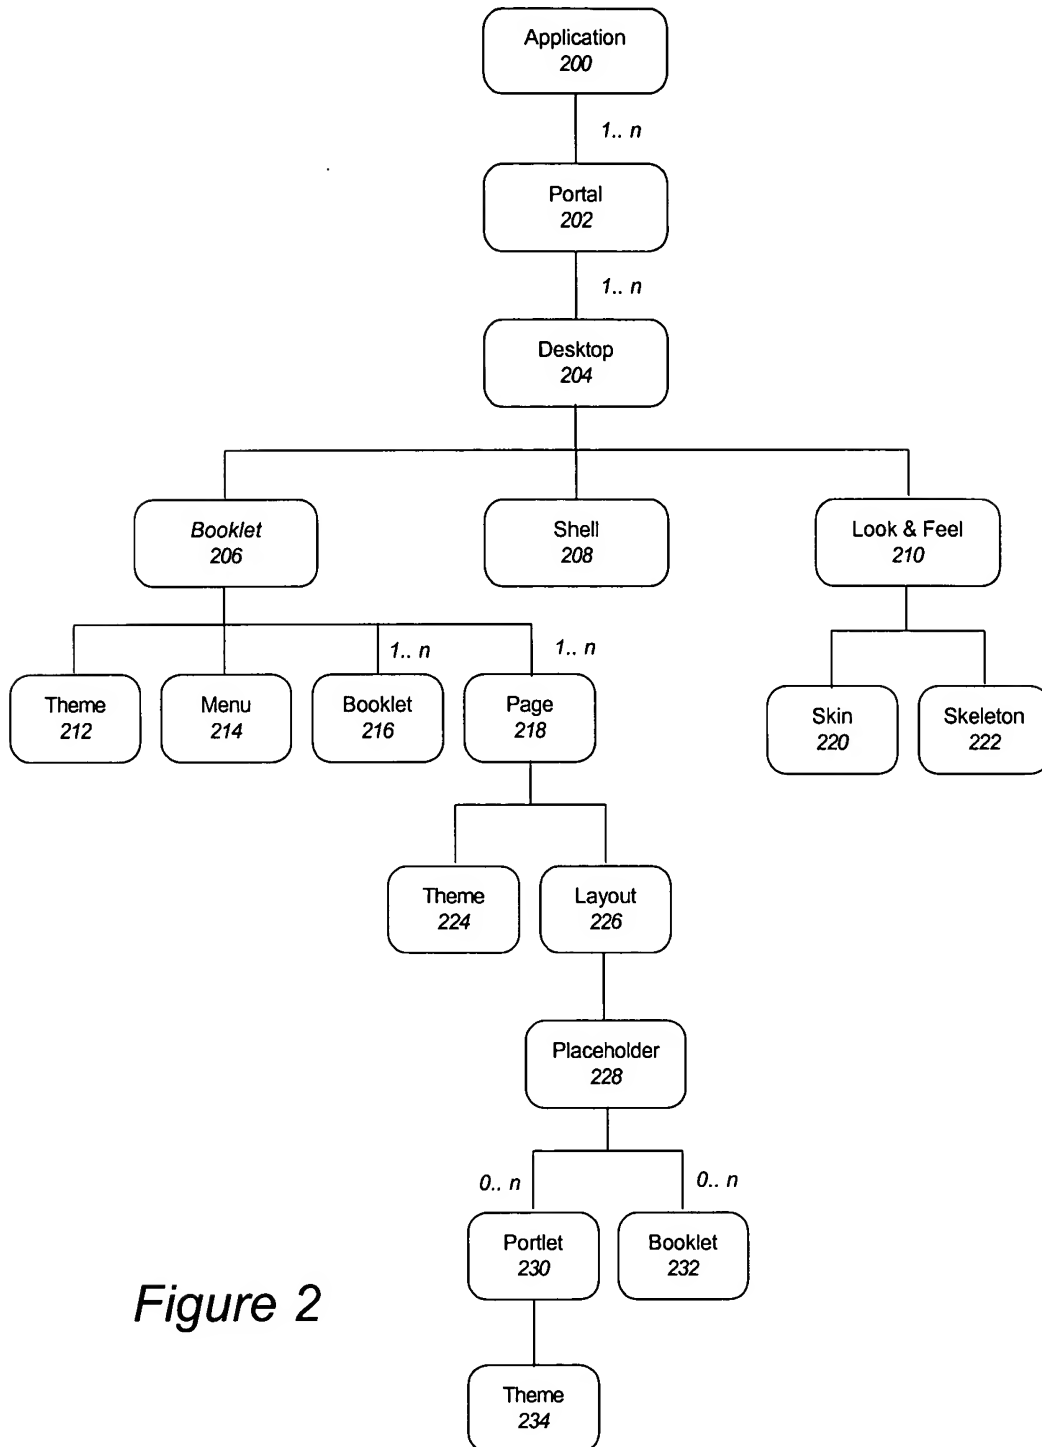 Application
200
1.. n
Portal
202
1.. n
Desktop
204
Booklet
206
Shell
208
Look & Feel
210
1.. n
1.. n
Theme
212
Menu
214
Booklet
216
Page
218
Skin
220
Skeleton
222
Theme
224
Layout
226
Placeholder
228
0.. n
0.. n
Portlet
230
Booklet
232
Figure 2
Theme
234